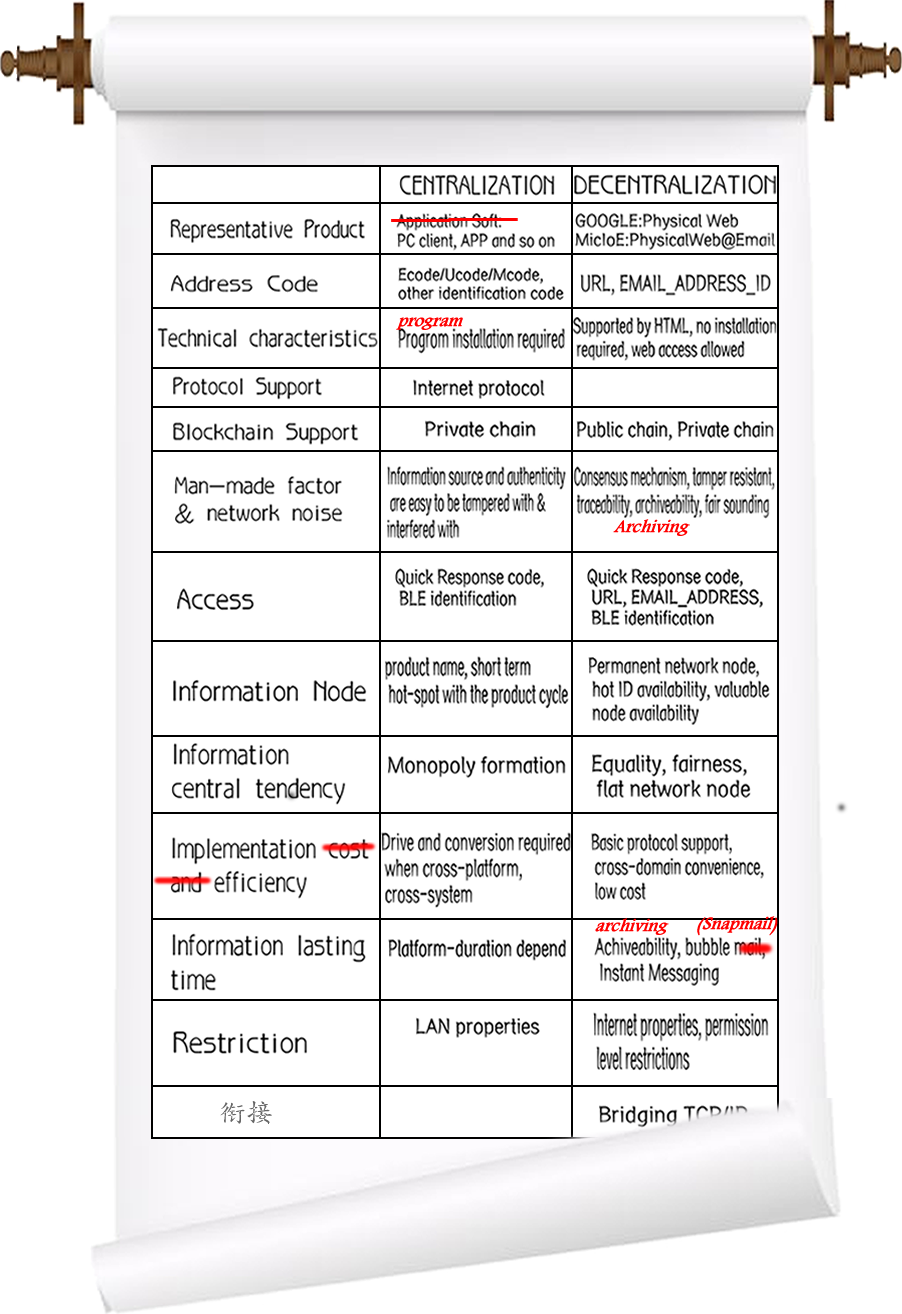 CENTRALIZATION DECENTRALIZATION
Representative Product
Application Soft.
PC client, APP and so on
GOOGLE:Physical Web
MicIoE:PhysicalWeb@Email
Address Code
Ecode/Ucode/Mcode,
other identification code
URL, EMAIL_ADDRESS_ID
Technical characteristics
program
Progrom installation required
Supported by HTML, no installation
required, web access allowed
Protocol Support
Internet protocol
Blockchain Support
Private chain
Public chain, Private chain
Man-made factor
& network noise
Information source and authenticity
are easy to be tampered with &
interfered with
Consensus mechanism, tamper resistant,
traceability, archiveability, fair sounding
Archiving
Access
Quick Response code,
BLE identification
Quick Response code,
URL, EMAIL_ADDRESS,
BLE identification
Information Node
product name, short term
hot-spot with the product cycle
Permanent network node,
hot ID availability, valuable
node availability
Information
central tendency
Monopoly formation
Equality, fairness,
flat network node
Implementation cost
and efficiency
Drive and conversion required
when cross-platform,
cross-system
Basic protocol support,
cross-domain convenience,
low cost
Information lasting
time
Platform-duration depend
archiving (Snapmail)
Achiveability, bubble mail,
Instant Messaging
Restriction
LAN properties
Internet properties, permission
level restrictions
衔接
Bridging TCP/IP